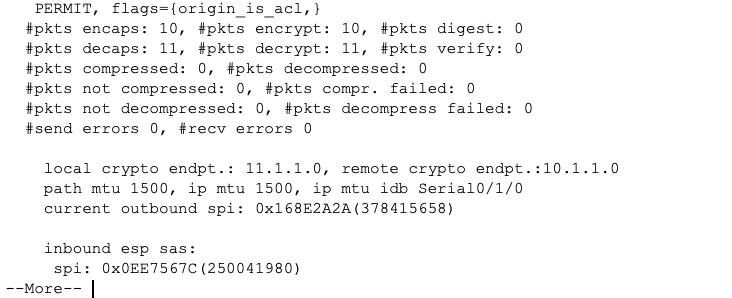 PERMIT, flags={origin_is_acl,}
#pkts encaps: 10, #pkts encrypt: 10, #pkts digest: 0
#pkts decaps: 11, #pkts decrypt: 11, #pkts verify: 0
#pkts compressed: 0, #pkts decompressed: 0
#pkts not compressed: 0, #pkts compr. failed: 0
#pkts not decompressed: 0, #pkts decompress failed: 0
#send errors 0, #recv errors 0
local crypto endpt.: 11.1.1.0, remote crypto endpt.:10.1.1.0
path mtu 1500, ip mtu 1500, ip mtu idb Serial0/1/0
current outbound spi: 0x168E2A2A(378415658)
inbound esp sas:
spi: 0x0EE7567C(250041980)
--More--